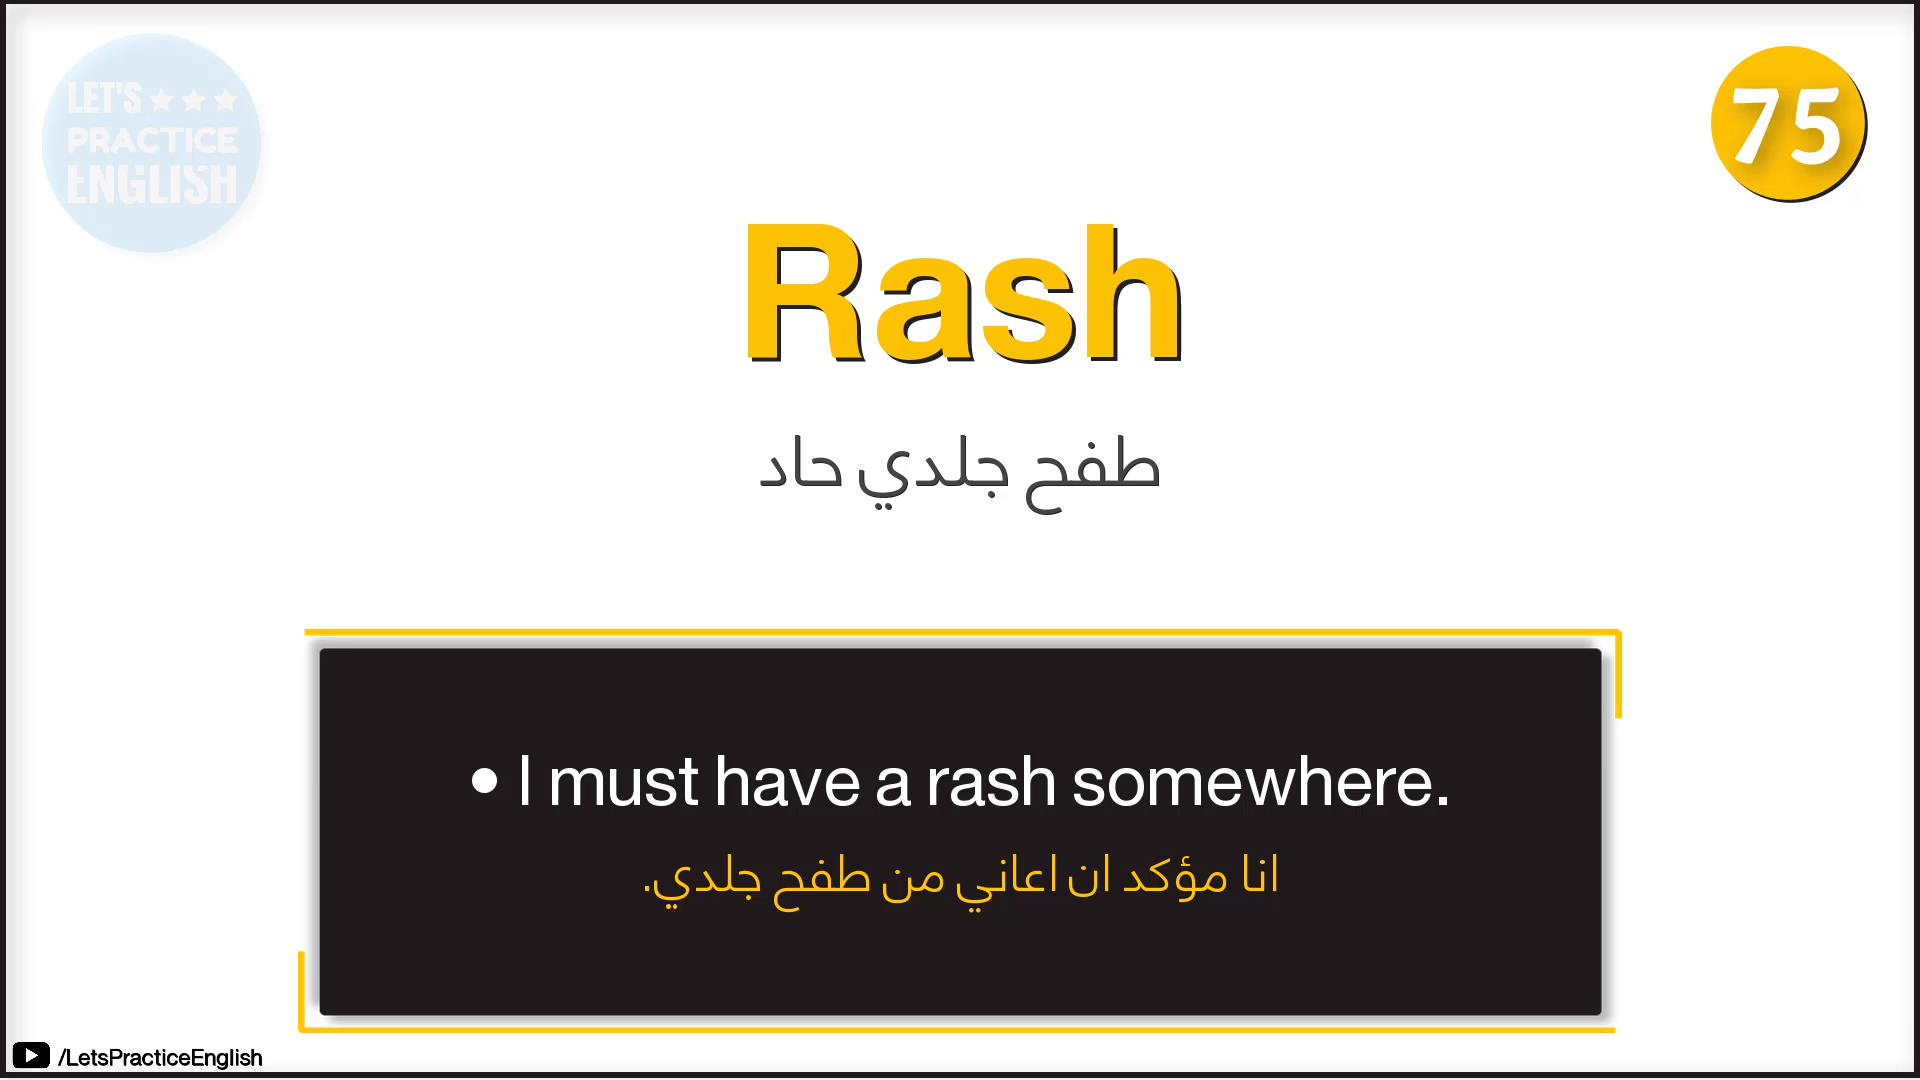 LET'S
PRACTICE
ENGLISH
75
Rash
طفح جلدي حاد
• I must have a rash somewhere.
انا مؤكد ان اعاني من طفح جلدي.
/LetsPracticeEnglish